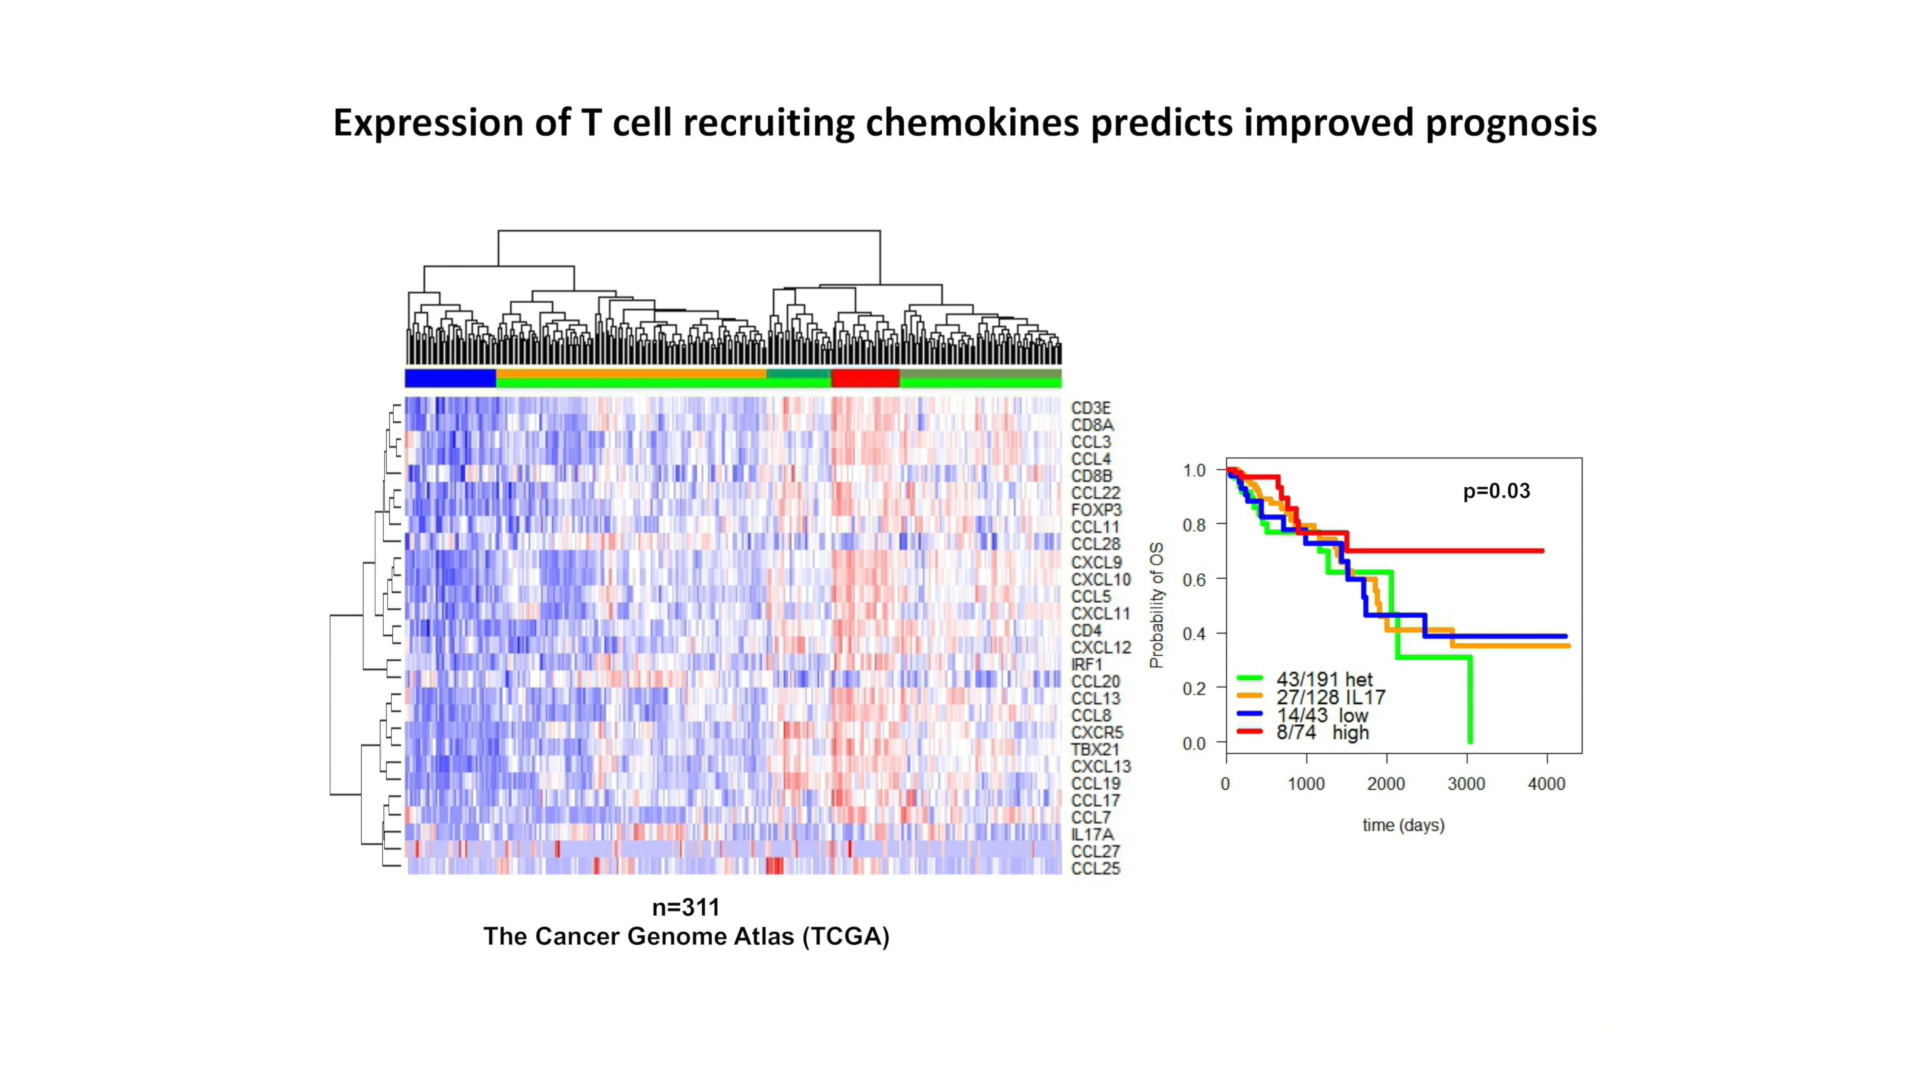 Expression of T cell recruiting chemokines predicts improved prognosis
CD3E
CD8A
CCL3
CCL4
CD8B
CCL22
FOXP3
CCL11
CCL28
CXCL9
CXCL10
CCL5
CXCL11
CD4
CXCL12
IRF1
CCL20
CCL13
CCL8
CXCR5
TBX21
CXCL13
CCL19
CCL17
CCL7
IL17A
CCL27
CCL25
n=311
The Cancer Genome Atlas (TCGA)
p=0.03
Probability of OS
1.0
0.8
0.6
0.4
0.2
0.0
43/191 het
27/128 IL17
14/43 low
8/74 high
0 1000 2000 3000 4000
time (days)